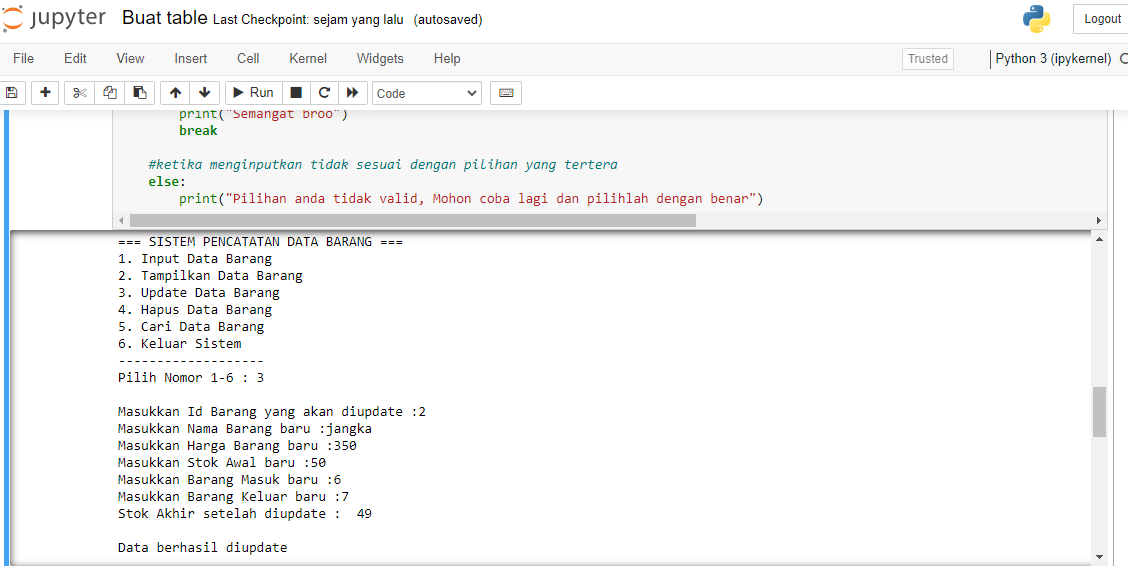 jupyter Buat table Last Checkpoint: sejam yang lalu (autosaved) Logout
File Edit View Insert Cell Kernel Widgets Help Trusted Python 3 (ipykernel)
Run Code
print("Semangat broo")
break
#ketika menginputkan tidak sesuai dengan pilihan yang tertera
else:
print("Pilihan anda tidak valid, Mohon coba lagi dan pilihlah dengan benar")
=== SISTEM PENCATATAN DATA BARANG ===
1. Input Data Barang
2. Tampilkan Data Barang
3. Update Data Barang
4. Hapus Data Barang
5. Cari Data Barang
6. Keluar Sistem
-------------------
Pilih Nomor 1-6 : 3
Masukkan Id Barang yang akan diupdate :2
Masukkan Nama Barang baru :jangka
Masukkan Harga Barang baru :350
Masukkan Stok Awal baru :50
Masukkan Barang Masuk baru :6
Masukkan Barang Keluar baru :7
Stok Akhir setelah diupdate :  49
Data berhasil diupdate